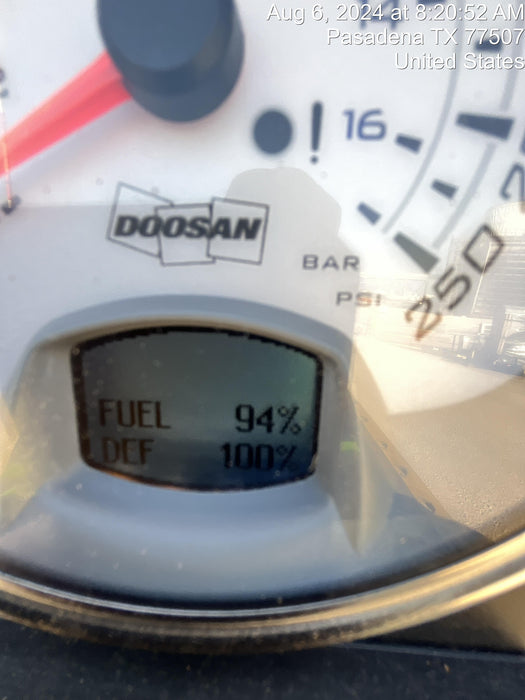 Aug 6, 2024 at 8:20:52 AM
Pasadena TX 77507
United States
! 16
DOOSAN
BAR
PSI
250
FUEL 94%
DEF 100%